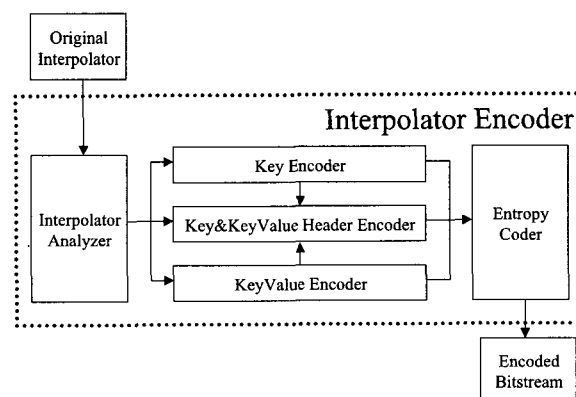 Original
Interpolator
Interpolator Encoder
Key Encoder
Interpolator
Analyzer
Key&KeyValue Header Encoder
Entropy
Coder
KeyValue Encoder
Encoded
Bitstream